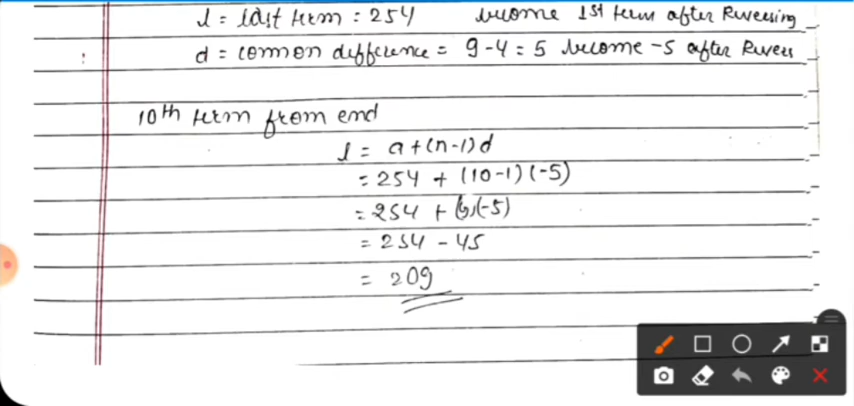 l = last term = 254 become 1st term after Reversing
d = common difference = 9-4 = 5 become -5 after Revers
10th term from end
l = a+(n-1)d
= 254 + (10-1)(-5)
= 254 + (9)(-5)
= 254 - 45
= 209